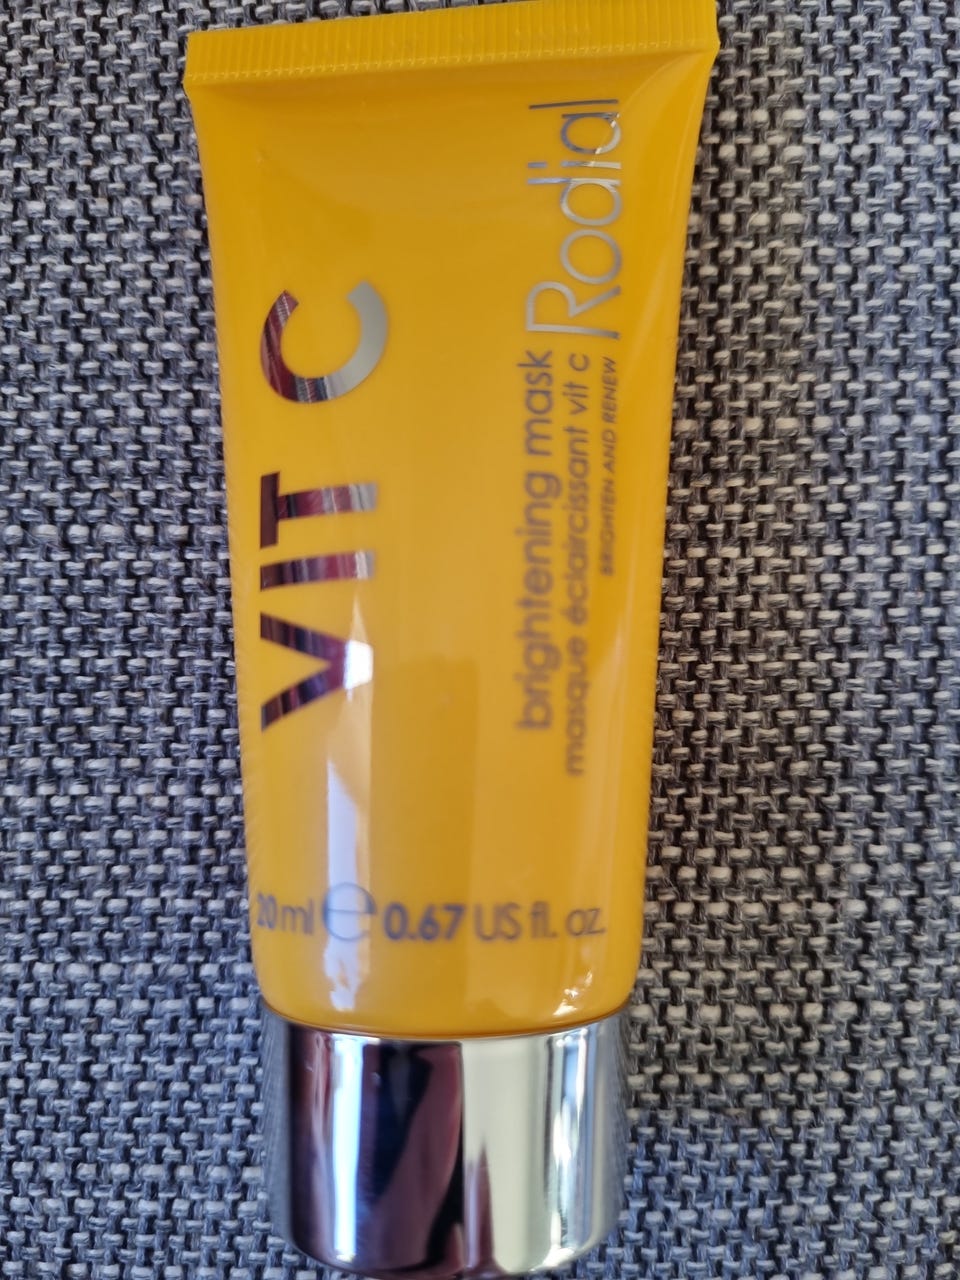 VIT C
Rodial
brightening mask
masque éclaircissant vit c
BRIGHTEN AND RENEW
20 ml e 0.67 US fl. oz.